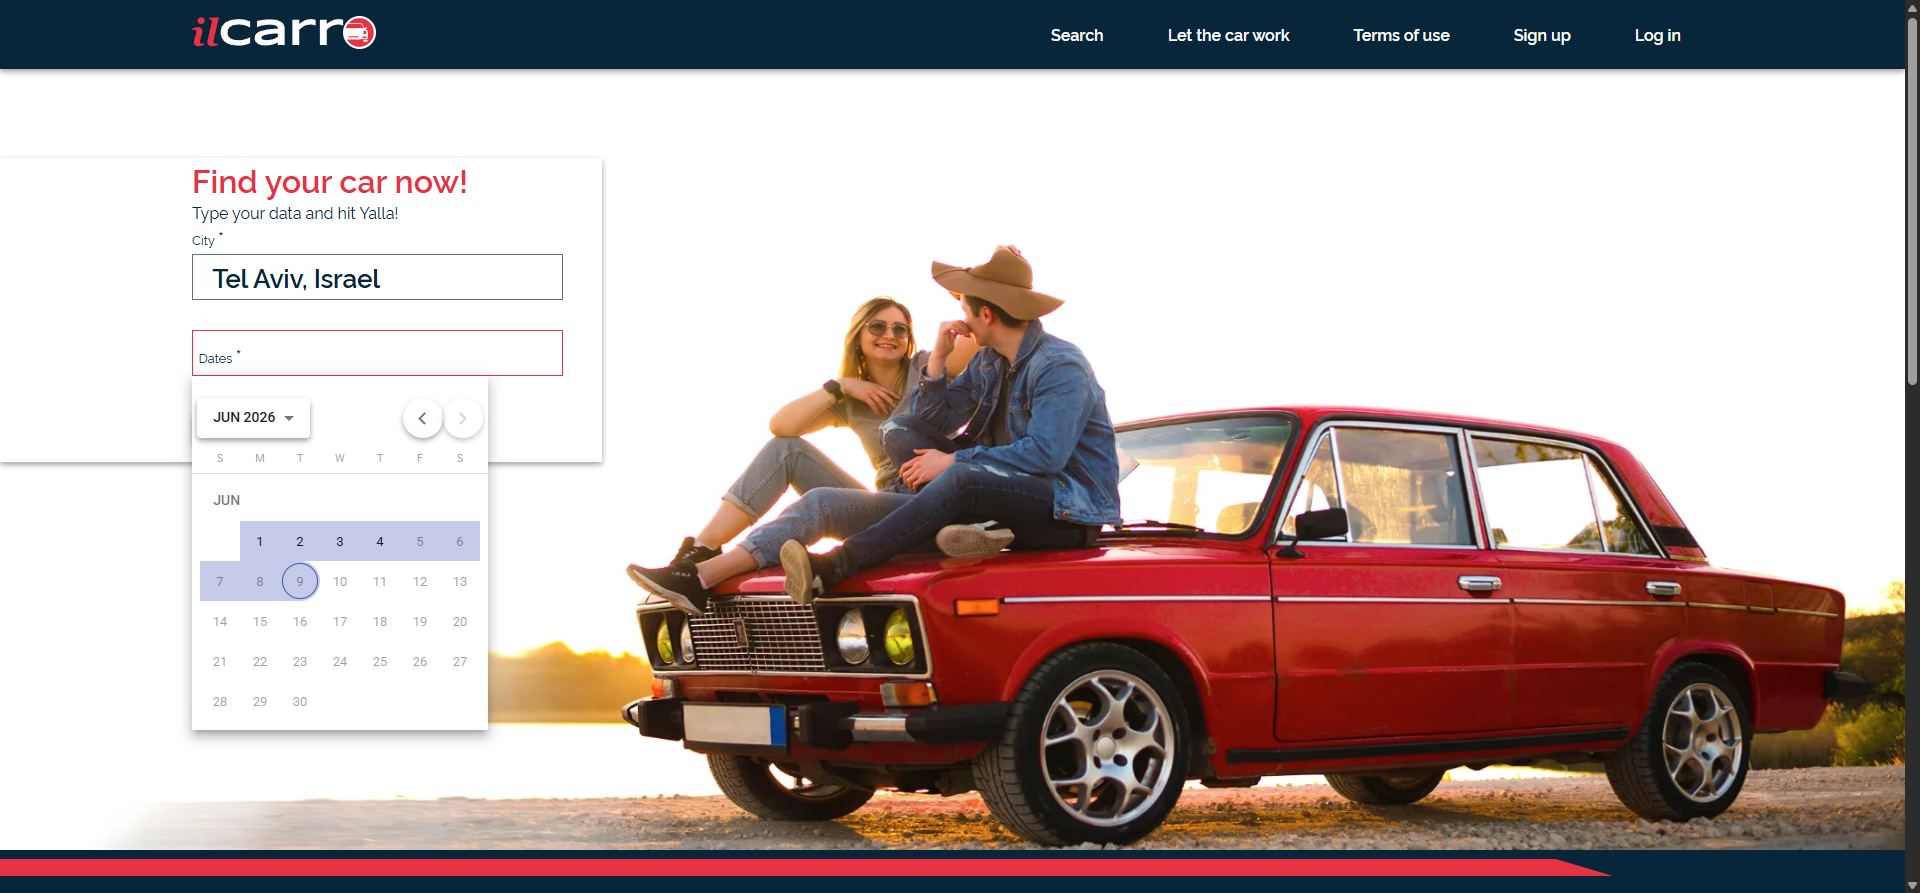 ilcarro
Search Let the car work Terms of use Sign up Log in
Find your car now!
Type your data and hit Yalla!
City *
Tel Aviv, Israel
Dates *
JUN 2026
S M T W T F S
JUN
1 2 3 4 5 6
7 8 9 10 11 12 13
14 15 16 17 18 19 20
21 22 23 24 25 26 27
28 29 30